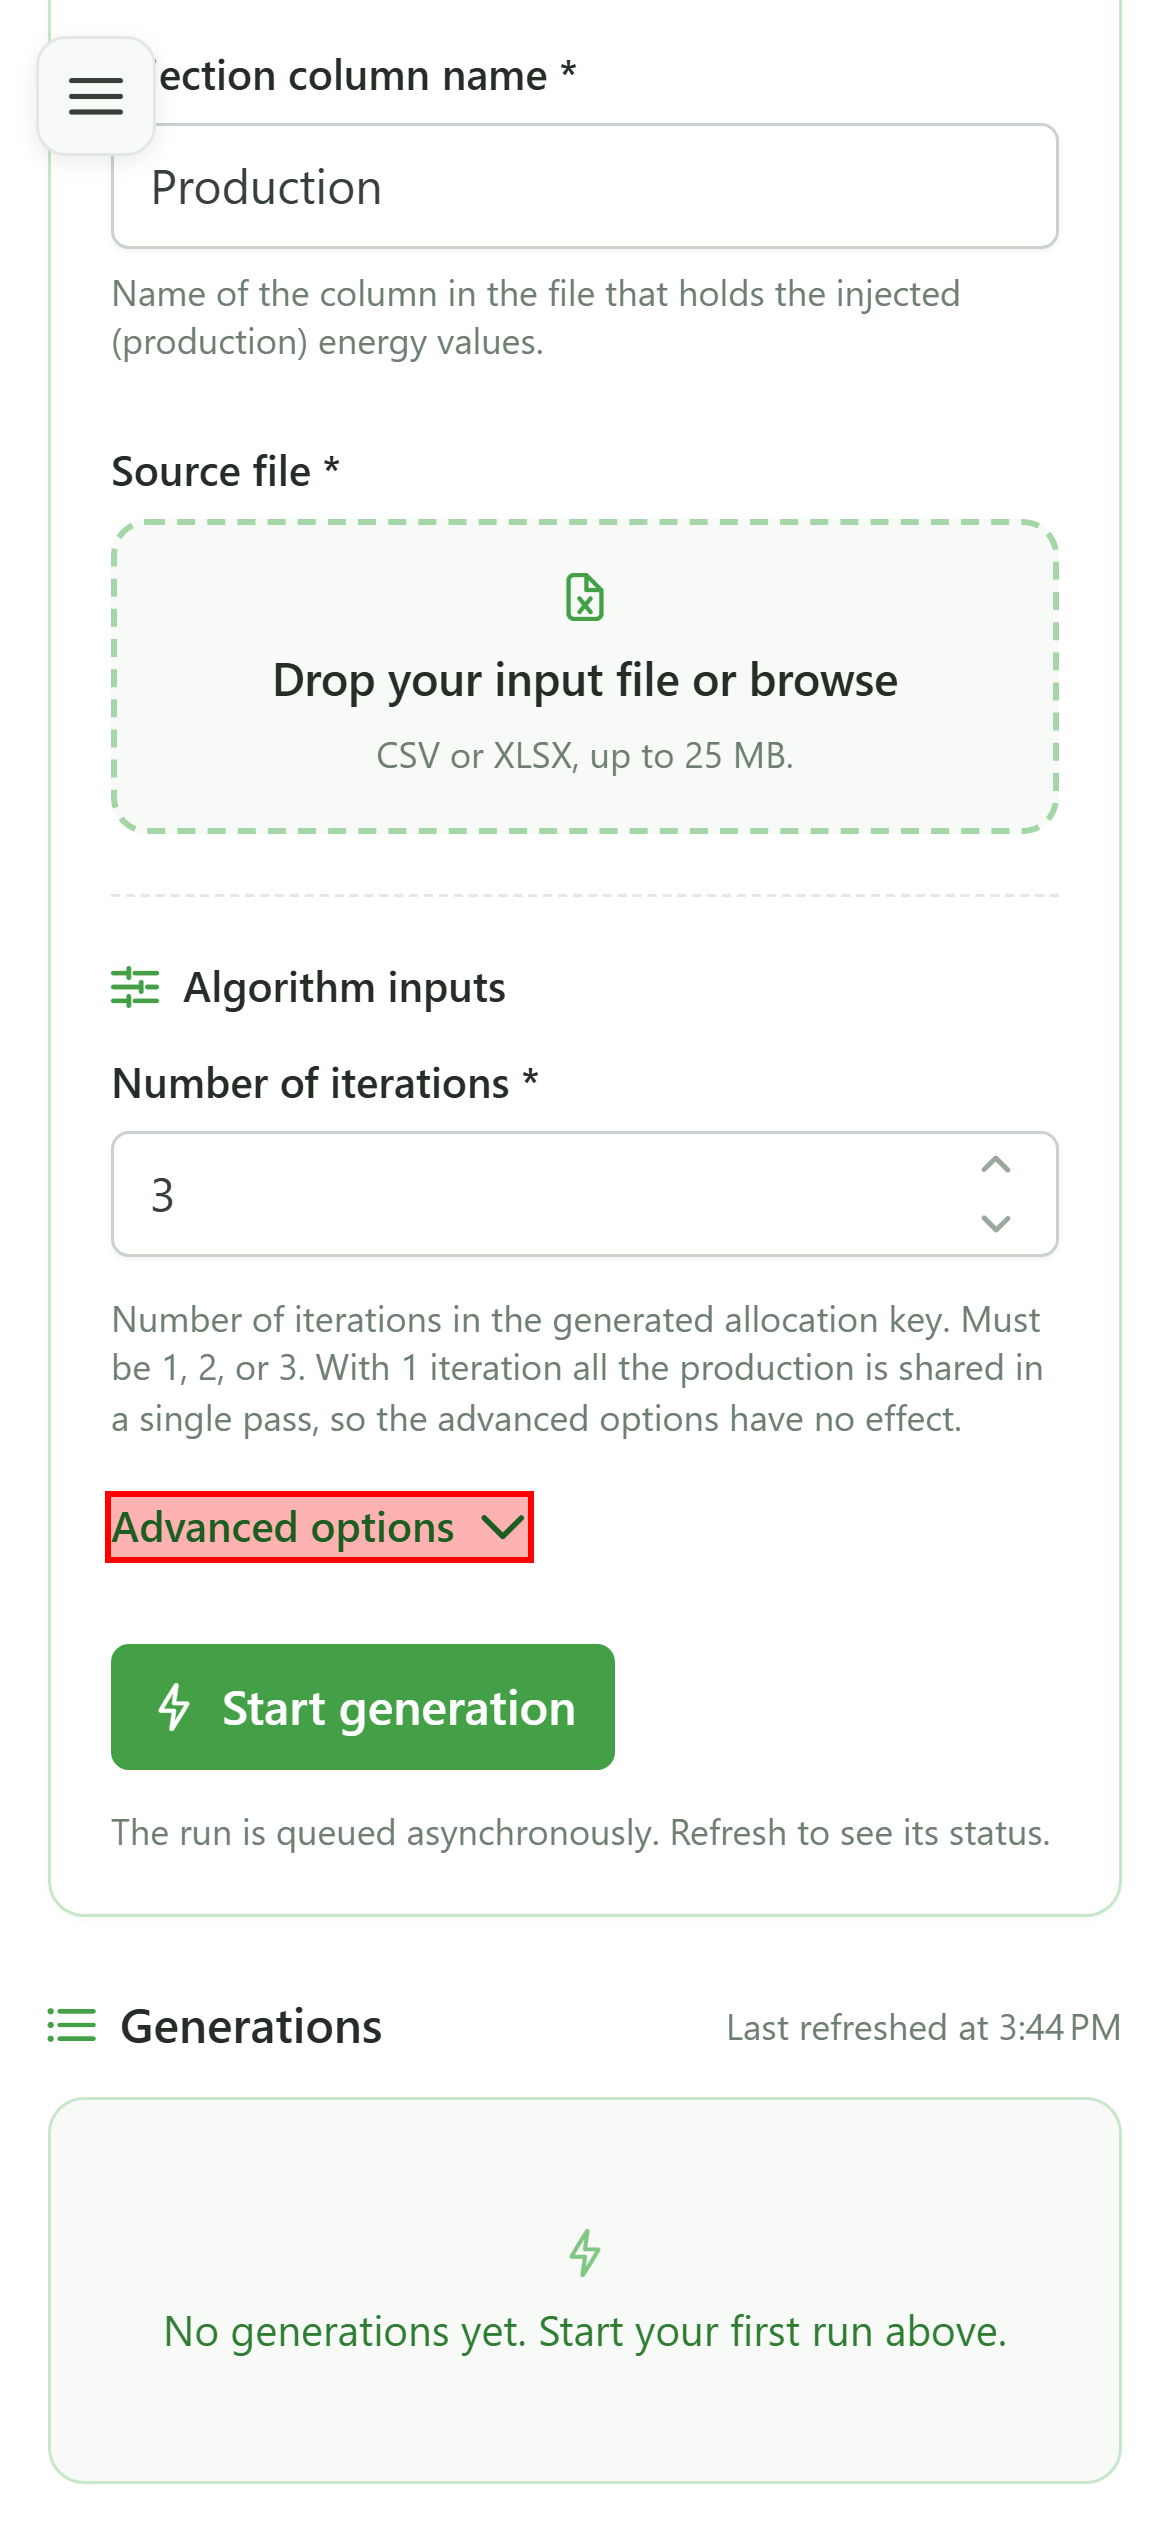 ection column name *
Production
Name of the column in the file that holds the injected
(production) energy values.
Source file *
Drop your input file or browse
CSV or XLSX, up to 25 MB.
Algorithm inputs
Number of iterations *
3
Number of iterations in the generated allocation key. Must
be 1, 2, or 3. With 1 iteration all the production is shared in
a single pass, so the advanced options have no effect.
Advanced options
Start generation
The run is queued asynchronously. Refresh to see its status.
Generations
Last refreshed at 3:44 PM
No generations yet. Start your first run above.